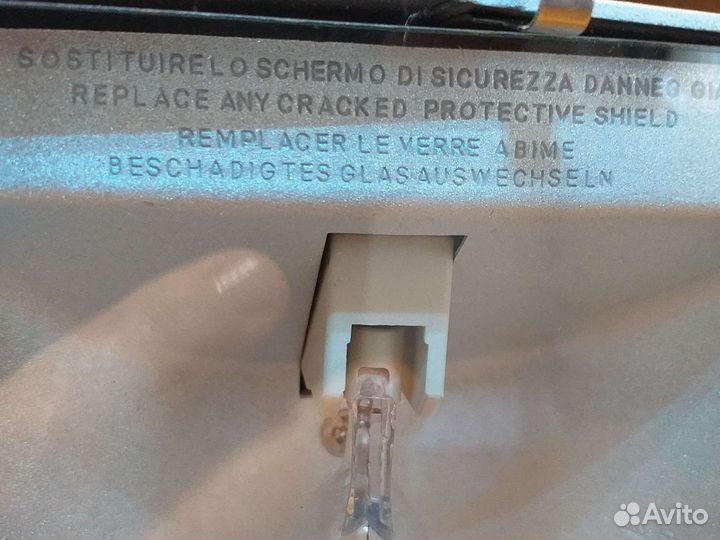 SOSTITUIRE LO SCHERMO DI SICUREZZA DANNEG GIA
REPLACE ANY CRACKED PROTECTIVE SHIELD
REMPLACER LE VERRE ABIME
BESCHADIGTES GLAS AUSWECHSELN
Avito